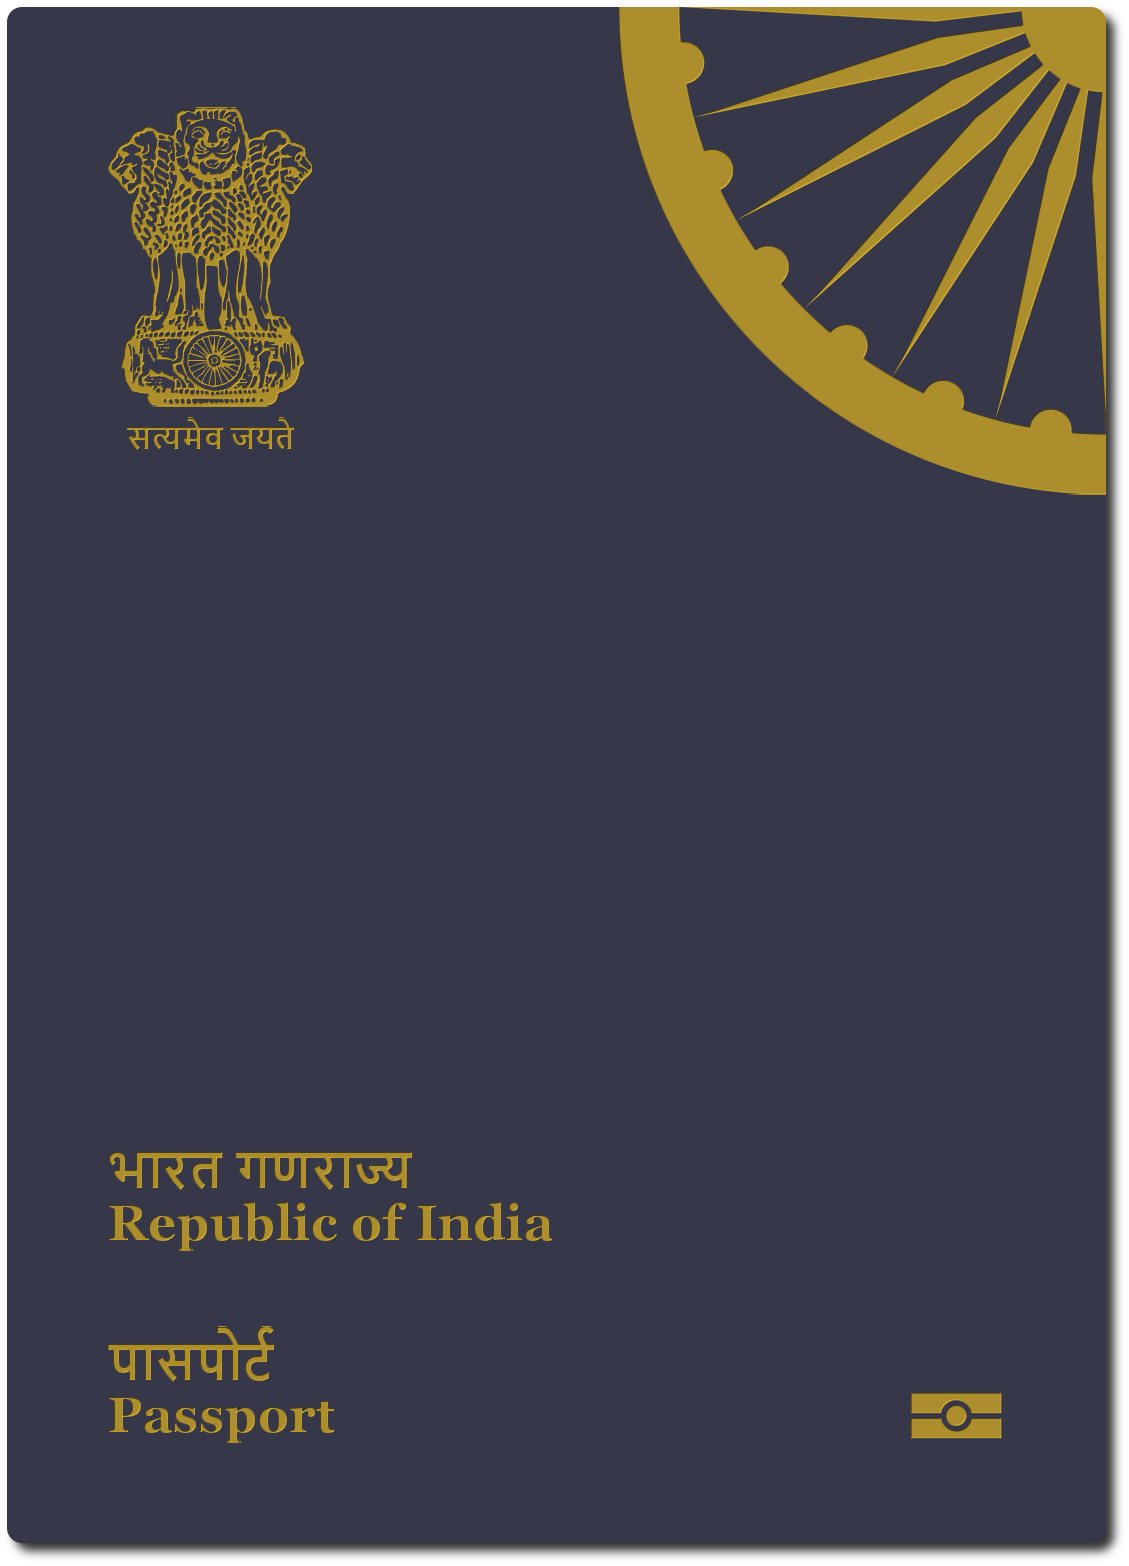 सत्यमेव जयते
भारत गणराज्य
Republic of India
पासपोर्ट
Passport